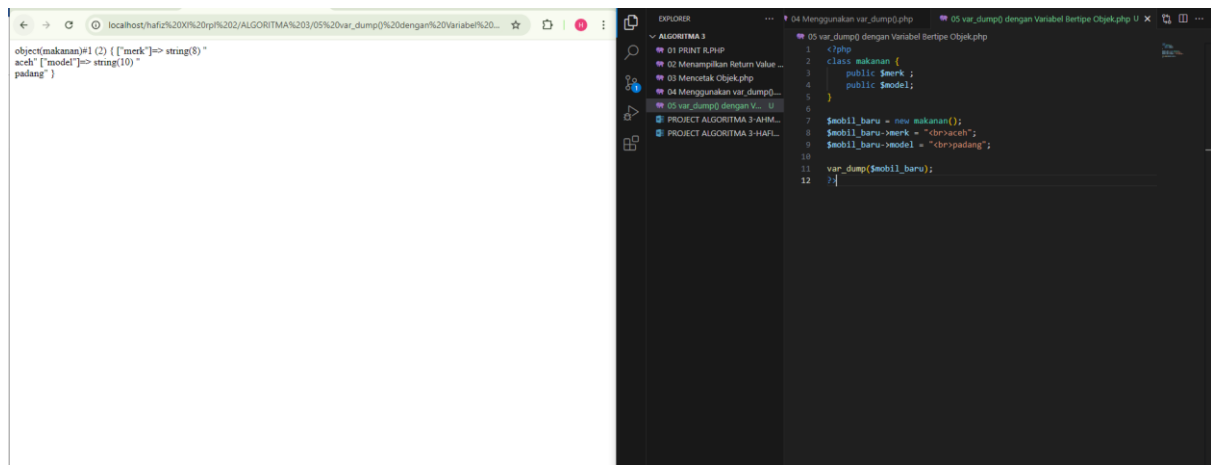 localhost/hafiz%20XI%20rpl%202/ALGORITMA%203/05%20var_dump()%20dengan%20Variabel%20...
H
object(makanan)#1 (2) { ["merk"]=> string(8) "
aceh" ["model"]=> string(10) "
padang" }
EXPLORER
ALGORITMA 3
01 PRINT R.PHP
02 Menampilkan Return Value ...
03 Mencetak Objek.php
04 Menggunakan var_dump()....
05 var_dump() dengan V... U
PROJECT ALGORITMA 3-AHM...
PROJECT ALGORITMA 3-HAFI...
1
04 Menggunakan var_dump().php
05 var_dump() dengan Variabel Bertipe Objek.php U
05 var_dump() dengan Variabel Bertipe Objek.php
1 <?php
2 class makanan {
3 public $merk ;
4 public $model;
5 }
6
7 $mobil_baru = new makanan();
8 $mobil_baru->merk = "<br>aceh";
9 $mobil_baru->model = "<br>padang";
10
11 var_dump($mobil_baru);
12 ?>